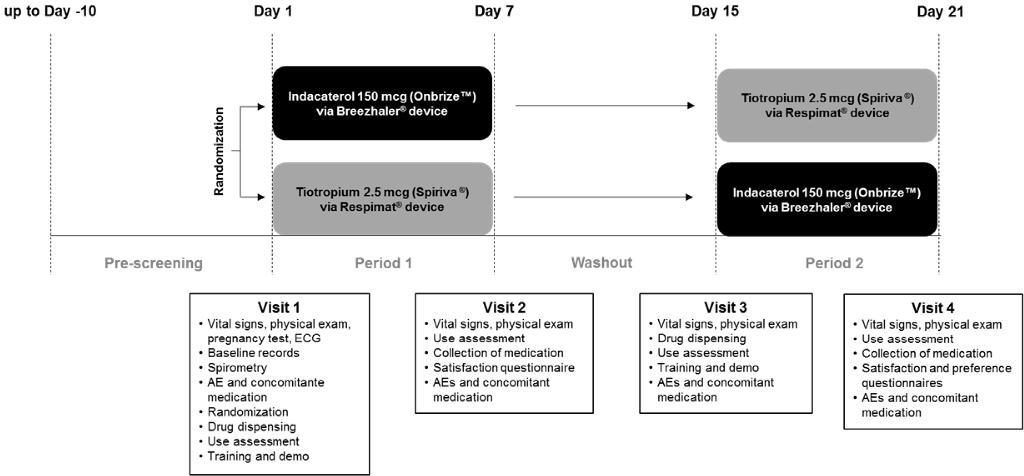 up to Day -10
Day 1
Day 7
Day 15
Day 21
Randomization
Indacaterol 150 mcg (Onbrize™)
via Breezhaler® device
Tiotropium 2.5 mcg (Spiriva®)
via Respimat® device
Tiotropium 2.5 mcg (Spiriva®)
via Respimat® device
Indacaterol 150 mcg (Onbrize™)
via Breezhaler® device
Pre-screening
Period 1
Washout
Period 2
Visit 1
• Vital signs, physical exam,
pregnancy test, ECG
• Baseline records
• Spirometry
• AE and concomitante
medication
• Randomization
• Drug dispensing
• Use assessment
• Training and demo
Visit 2
• Vital signs, physical exam
• Use assessment
• Collection of medication
• Satisfaction questionnaire
• AEs and concomitant
medication
Visit 3
• Vital signs, physical exam
• Drug dispensing
• Use assessment
• Training and demo
• AEs and concomitant
medication
Visit 4
• Vital signs, physical exam
• Use assessment
• Collection of medication
• Satisfaction and preference
questionnaires
• AEs and concomitant
medication